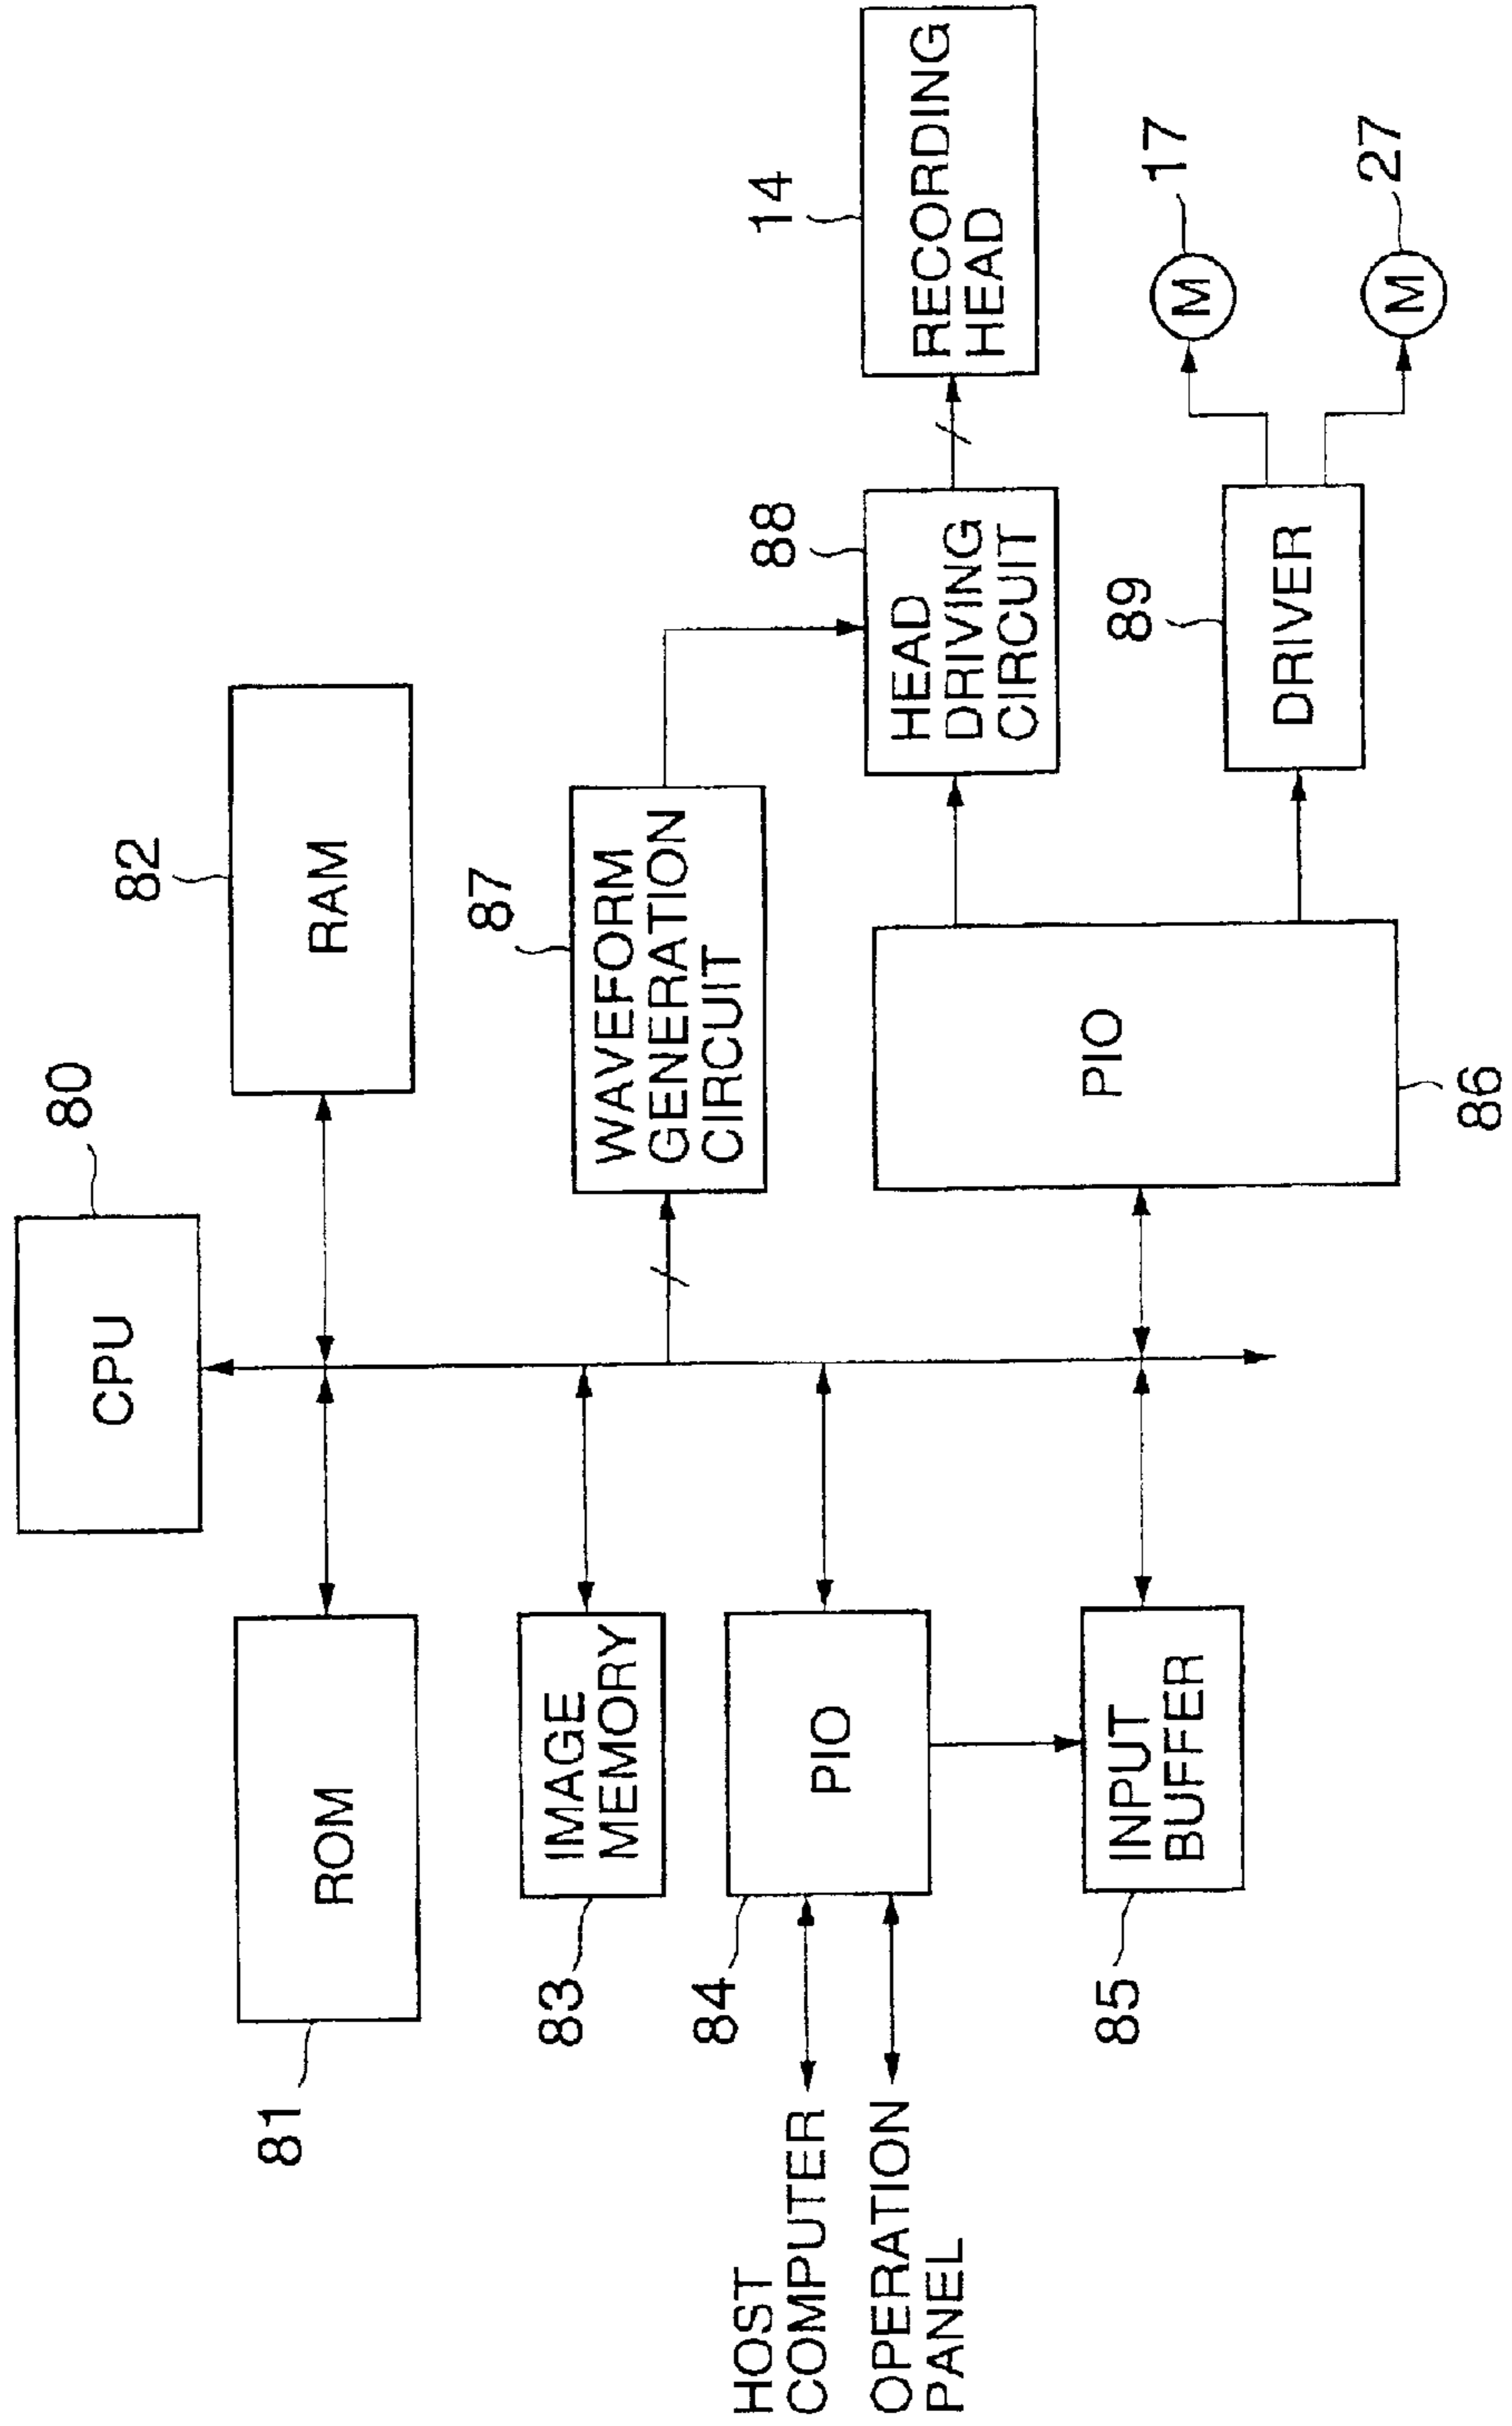 80
CPU
82
RAM
81
ROM
87
WAVEFORM
GENERATION
CIRCUIT
83
IMAGE
MEMORY
88
HEAD
DRIVING
CIRCUIT
14
RECORDING
HEAD
84
PIO
HOST
COMPUTER
OPERATION
PANEL
PIO
86
89
DRIVER
M
17
M
27
85
INPUT
BUFFER